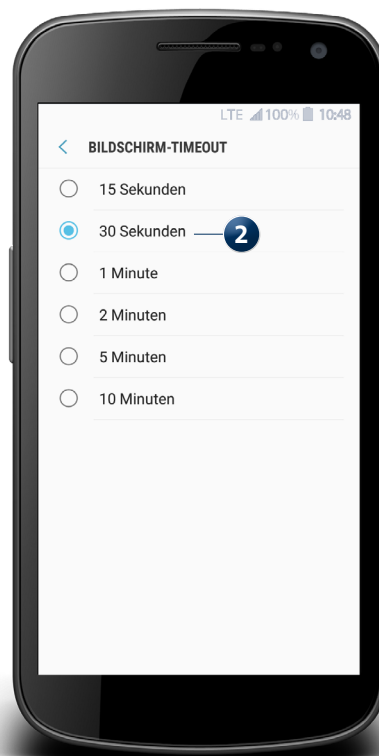 LTE 100% 10:48
BILDSCHIRM-TIMEOUT
15 Sekunden
30 Sekunden 2
1 Minute
2 Minuten
5 Minuten
10 Minuten